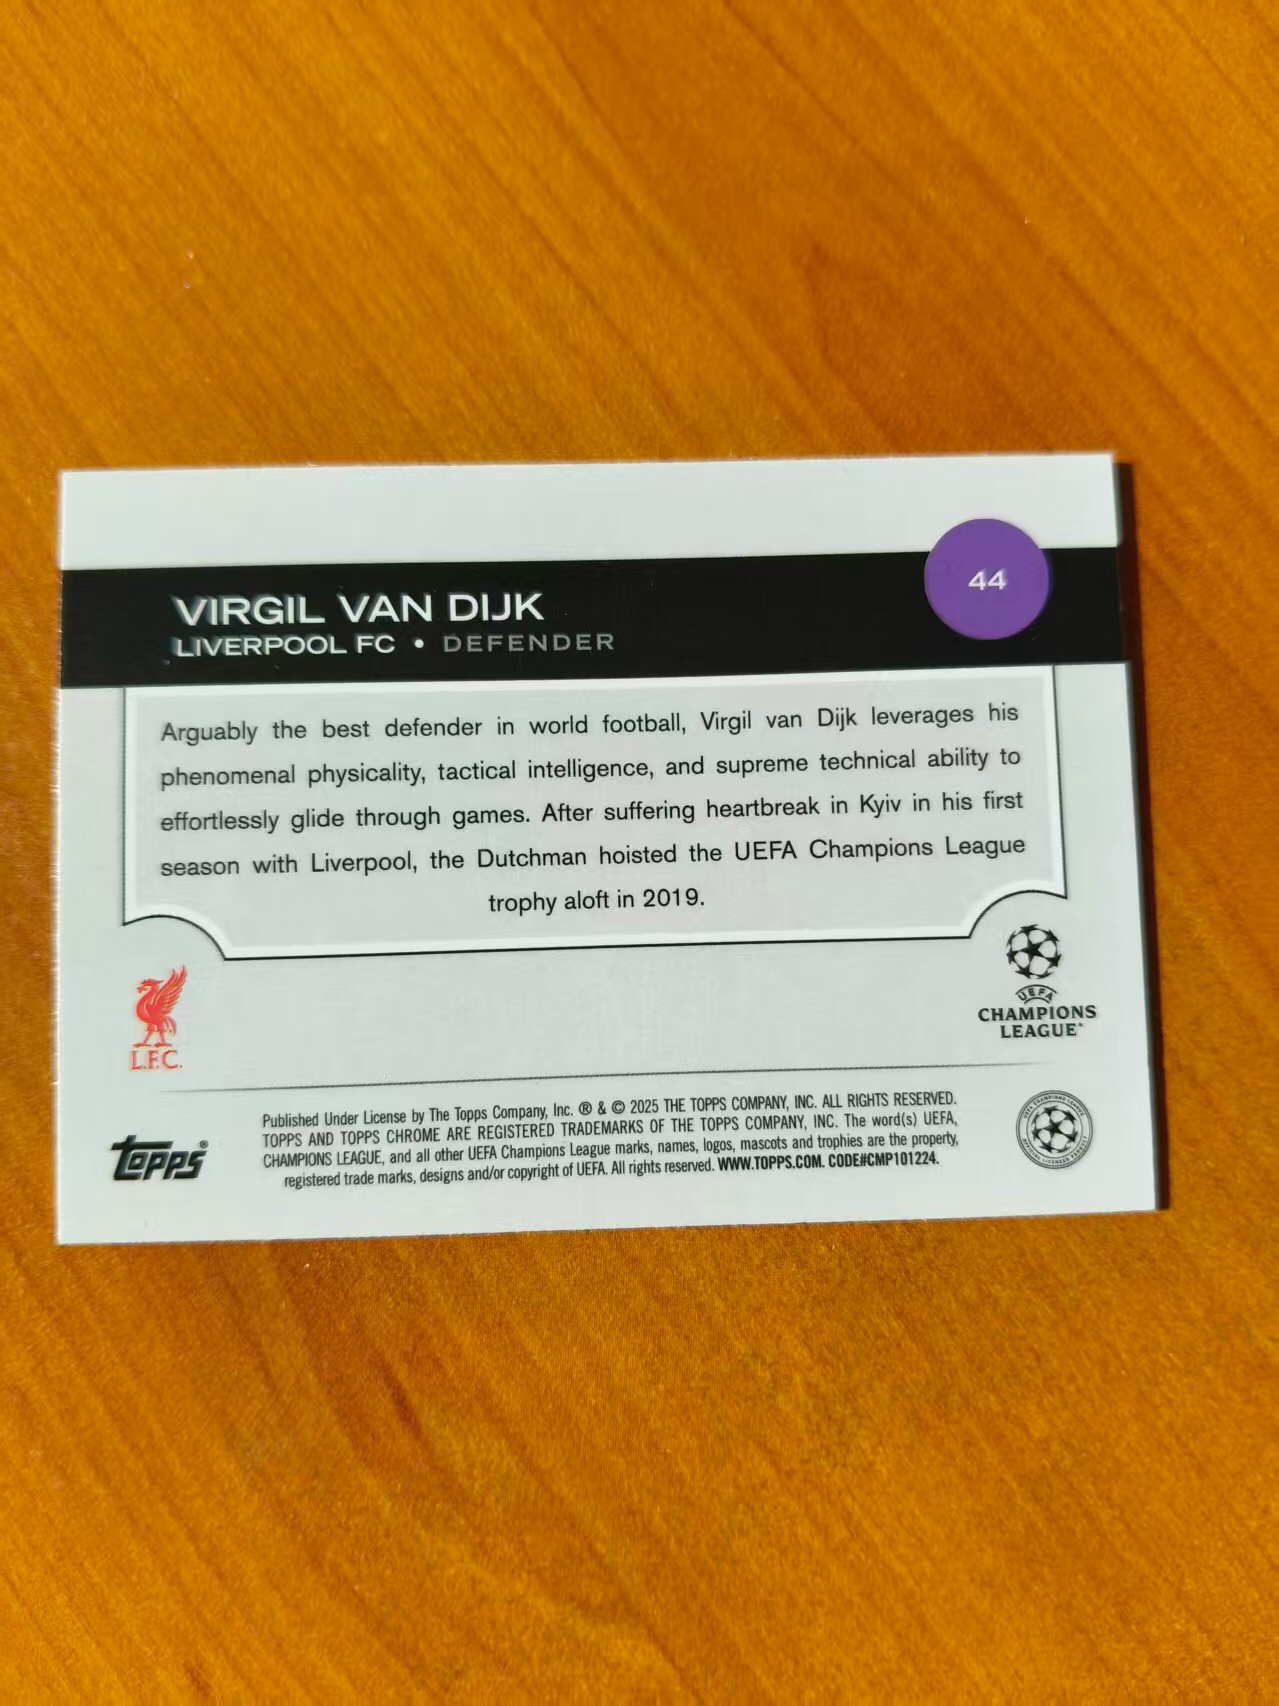 44
VIRGIL VAN DIJK
LIVERPOOL FC • DEFENDER
Arguably the best defender in world football, Virgil van Dijk leverages his
phenomenal physicality, tactical intelligence, and supreme technical ability to
effortlessly glide through games. After suffering heartbreak in Kyiv in his first
season with Liverpool, the Dutchman hoisted the UEFA Champions League
trophy aloft in 2019.
L.F.C.
UEFA
CHAMPIONS
LEAGUE®
Published Under License by The Topps Company, Inc. ® & © 2025 THE TOPPS COMPANY, INC. ALL RIGHTS RESERVED.
TOPPS AND TOPPS CHROME ARE REGISTERED TRADEMARKS OF THE TOPPS COMPANY, INC. The word(s) UEFA,
CHAMPIONS LEAGUE, and all other UEFA Champions League marks, names, logos, mascots and trophies are the property,
registered trade marks, designs and/or copyright of UEFA. All rights reserved. WWW.TOPPS.COM. CODE#CMP101224.
topps®
UEFA CHAMPIONS LEAGUE
OFFICIAL LICENSED PRODUCT